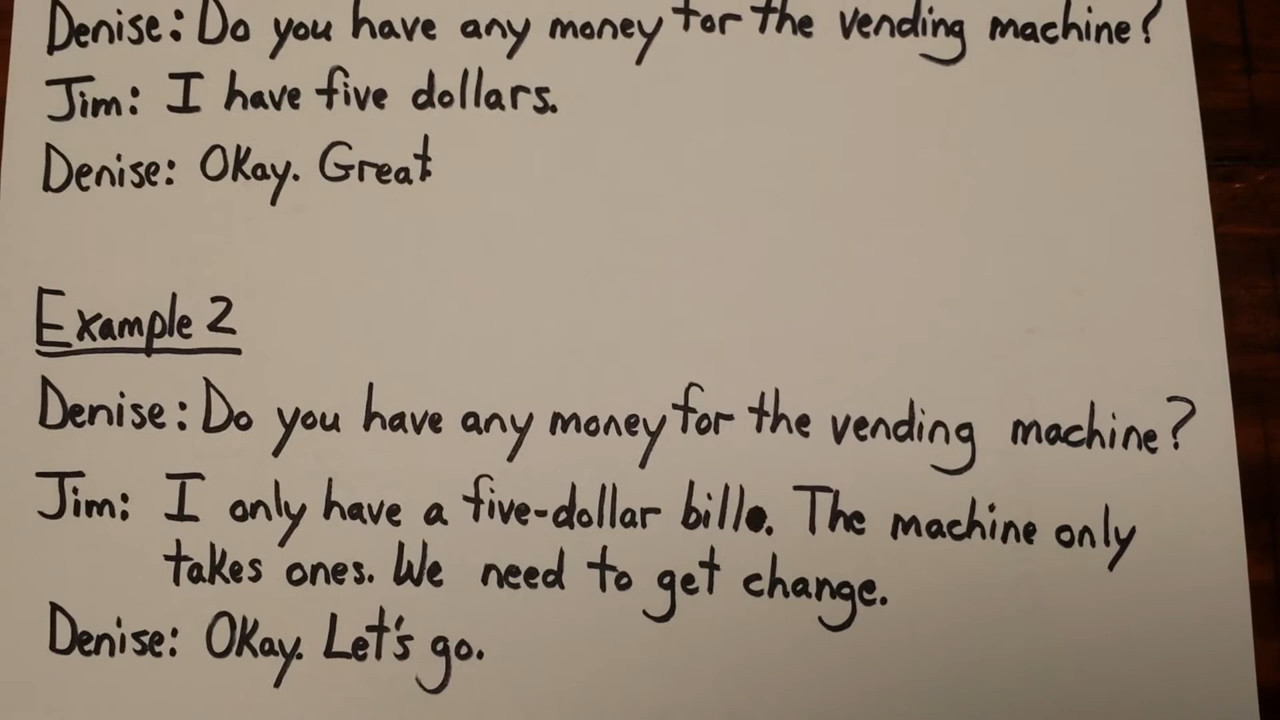 Denise: Do you have any money for the vending machine?
Jim: I have five dollars.
Denise: Okay. Great
Example 2
Denise: Do you have any money for the vending machine?
Jim: I only have a five-dollar bill. The machine only
takes ones. We need to get change.
Denise: Okay. Let's go.